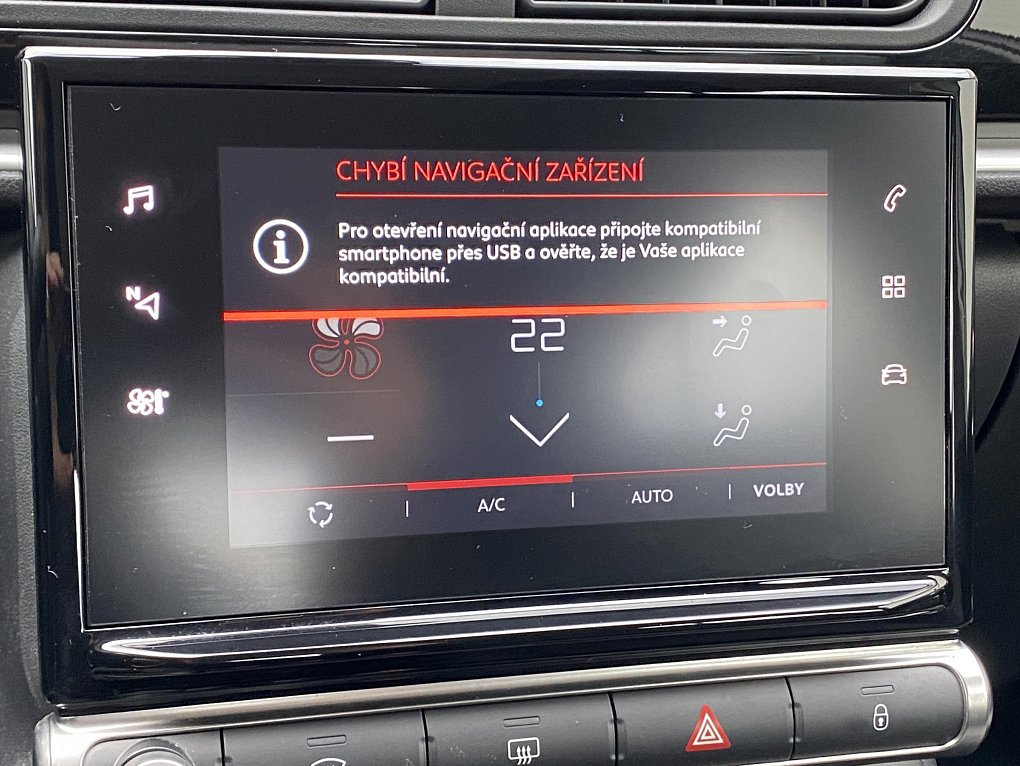 CHYBÍ NAVIGAČNÍ ZAŘÍZENÍ
Pro otevření navigační aplikace připojte kompatibilní
smartphone přes USB a ověřte, že je Vaše aplikace
kompatibilní.
N
22
A/C
AUTO
VOLBY